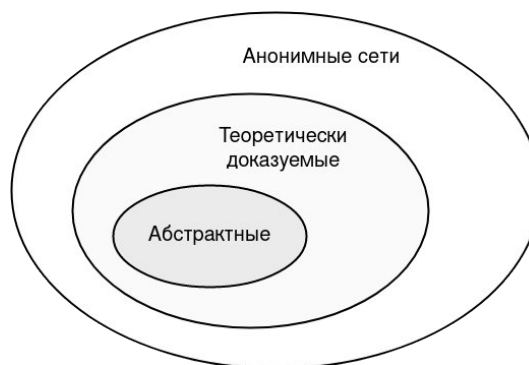 Анонимные сети
Теоретически
доказуемые
Абстрактные